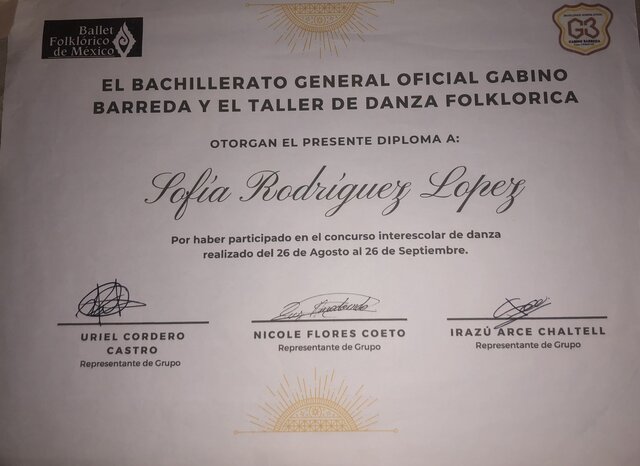 Ballet
Folklórico
de México
G3
GABINO BARREDA
EL BACHILLERATO GENERAL OFICIAL GABINO
BARREDA Y EL TALLER DE DANZA FOLKLORICA
OTORGAN EL PRESENTE DIPLOMA A:
Sofía Rodríguez Lopez
Por haber participado en el concurso interescolar de danza
realizado del 26 de Agosto al 26 de Septiembre.
URIEL CORDERO
CASTRO
Representante de Grupo
NICOLE FLORES COETO
Representante de Grupo
IRAZÚ ARCE CHALTELL
Representante de Grupo